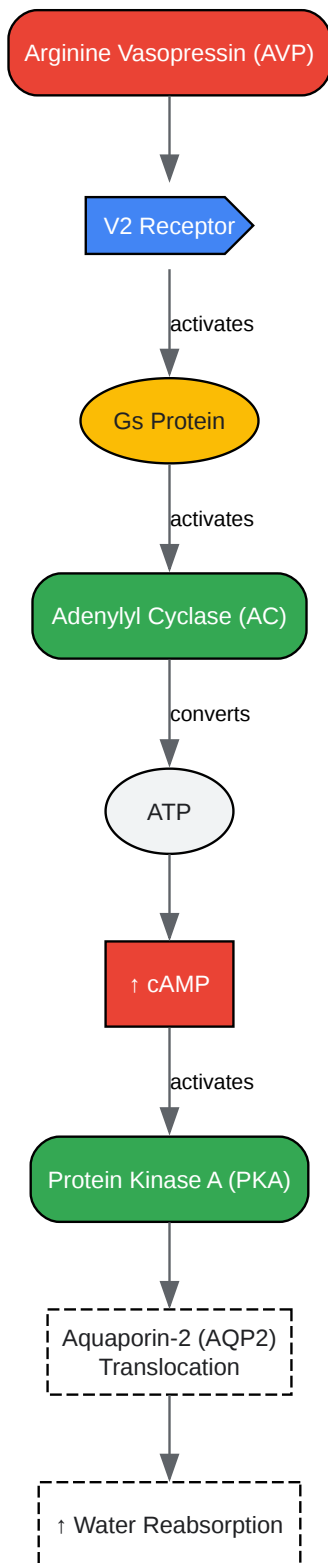 Arginine Vasopressin (AVP)
V2 Receptor
activates
Gs Protein
activates
Adenylyl Cyclase (AC)
converts
ATP
↑ cAMP
activates
Protein Kinase A (PKA)
Aquaporin-2 (AQP2)
Translocation
↑ Water Reabsorption